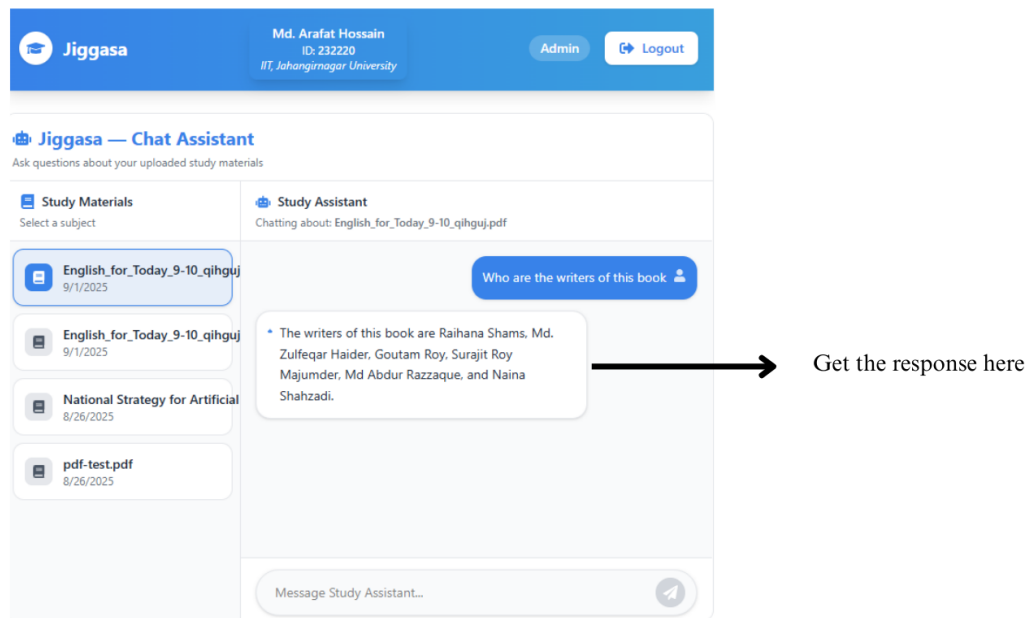 Jiggasa
Md. Arafat Hossain
ID: 232220
IIT, Jahangirnagar University
Admin
Logout
Jiggasa — Chat Assistant
Ask questions about your uploaded study materials
Study Materials
Select a subject
English_for_Today_9-10_qihguj
9/1/2025
English_for_Today_9-10_qihguj
9/1/2025
National Strategy for Artificial
8/26/2025
pdf-test.pdf
8/26/2025
Study Assistant
Chatting about: English_for_Today_9-10_qihguj.pdf
Who are the writers of this book
* The writers of this book are Raihana Shams, Md.
Zulfeqar Haider, Goutam Roy, Surajit Roy
Majumder, Md Abdur Razzaque, and Naina
Shahzadi.
Message Study Assistant...
Get the response here